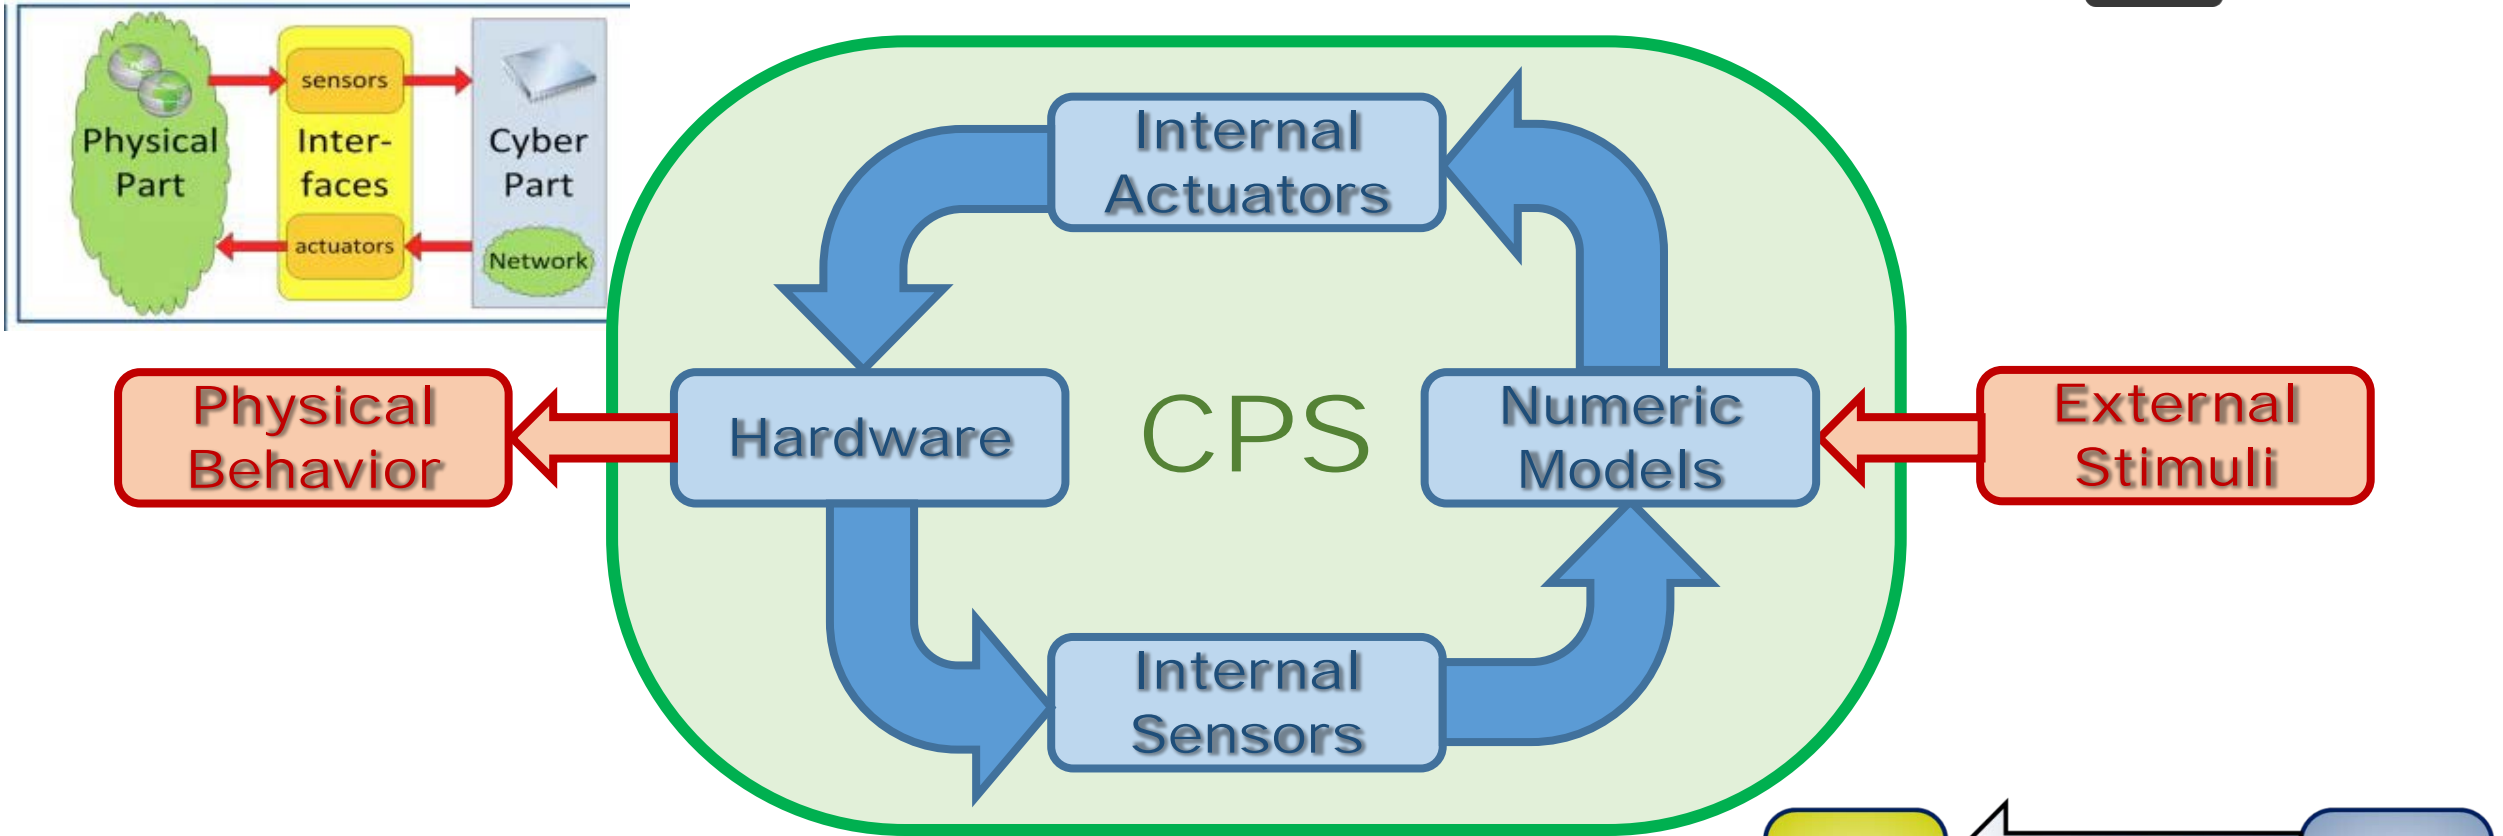 sensors
Physical
Part
Inter-
faces
Cyber
Part
actuators
Network
Internal
Actuators
Physical
Behavior
Hardware
CPS
Numeric
Models
External
Stimuli
Internal
Sensors